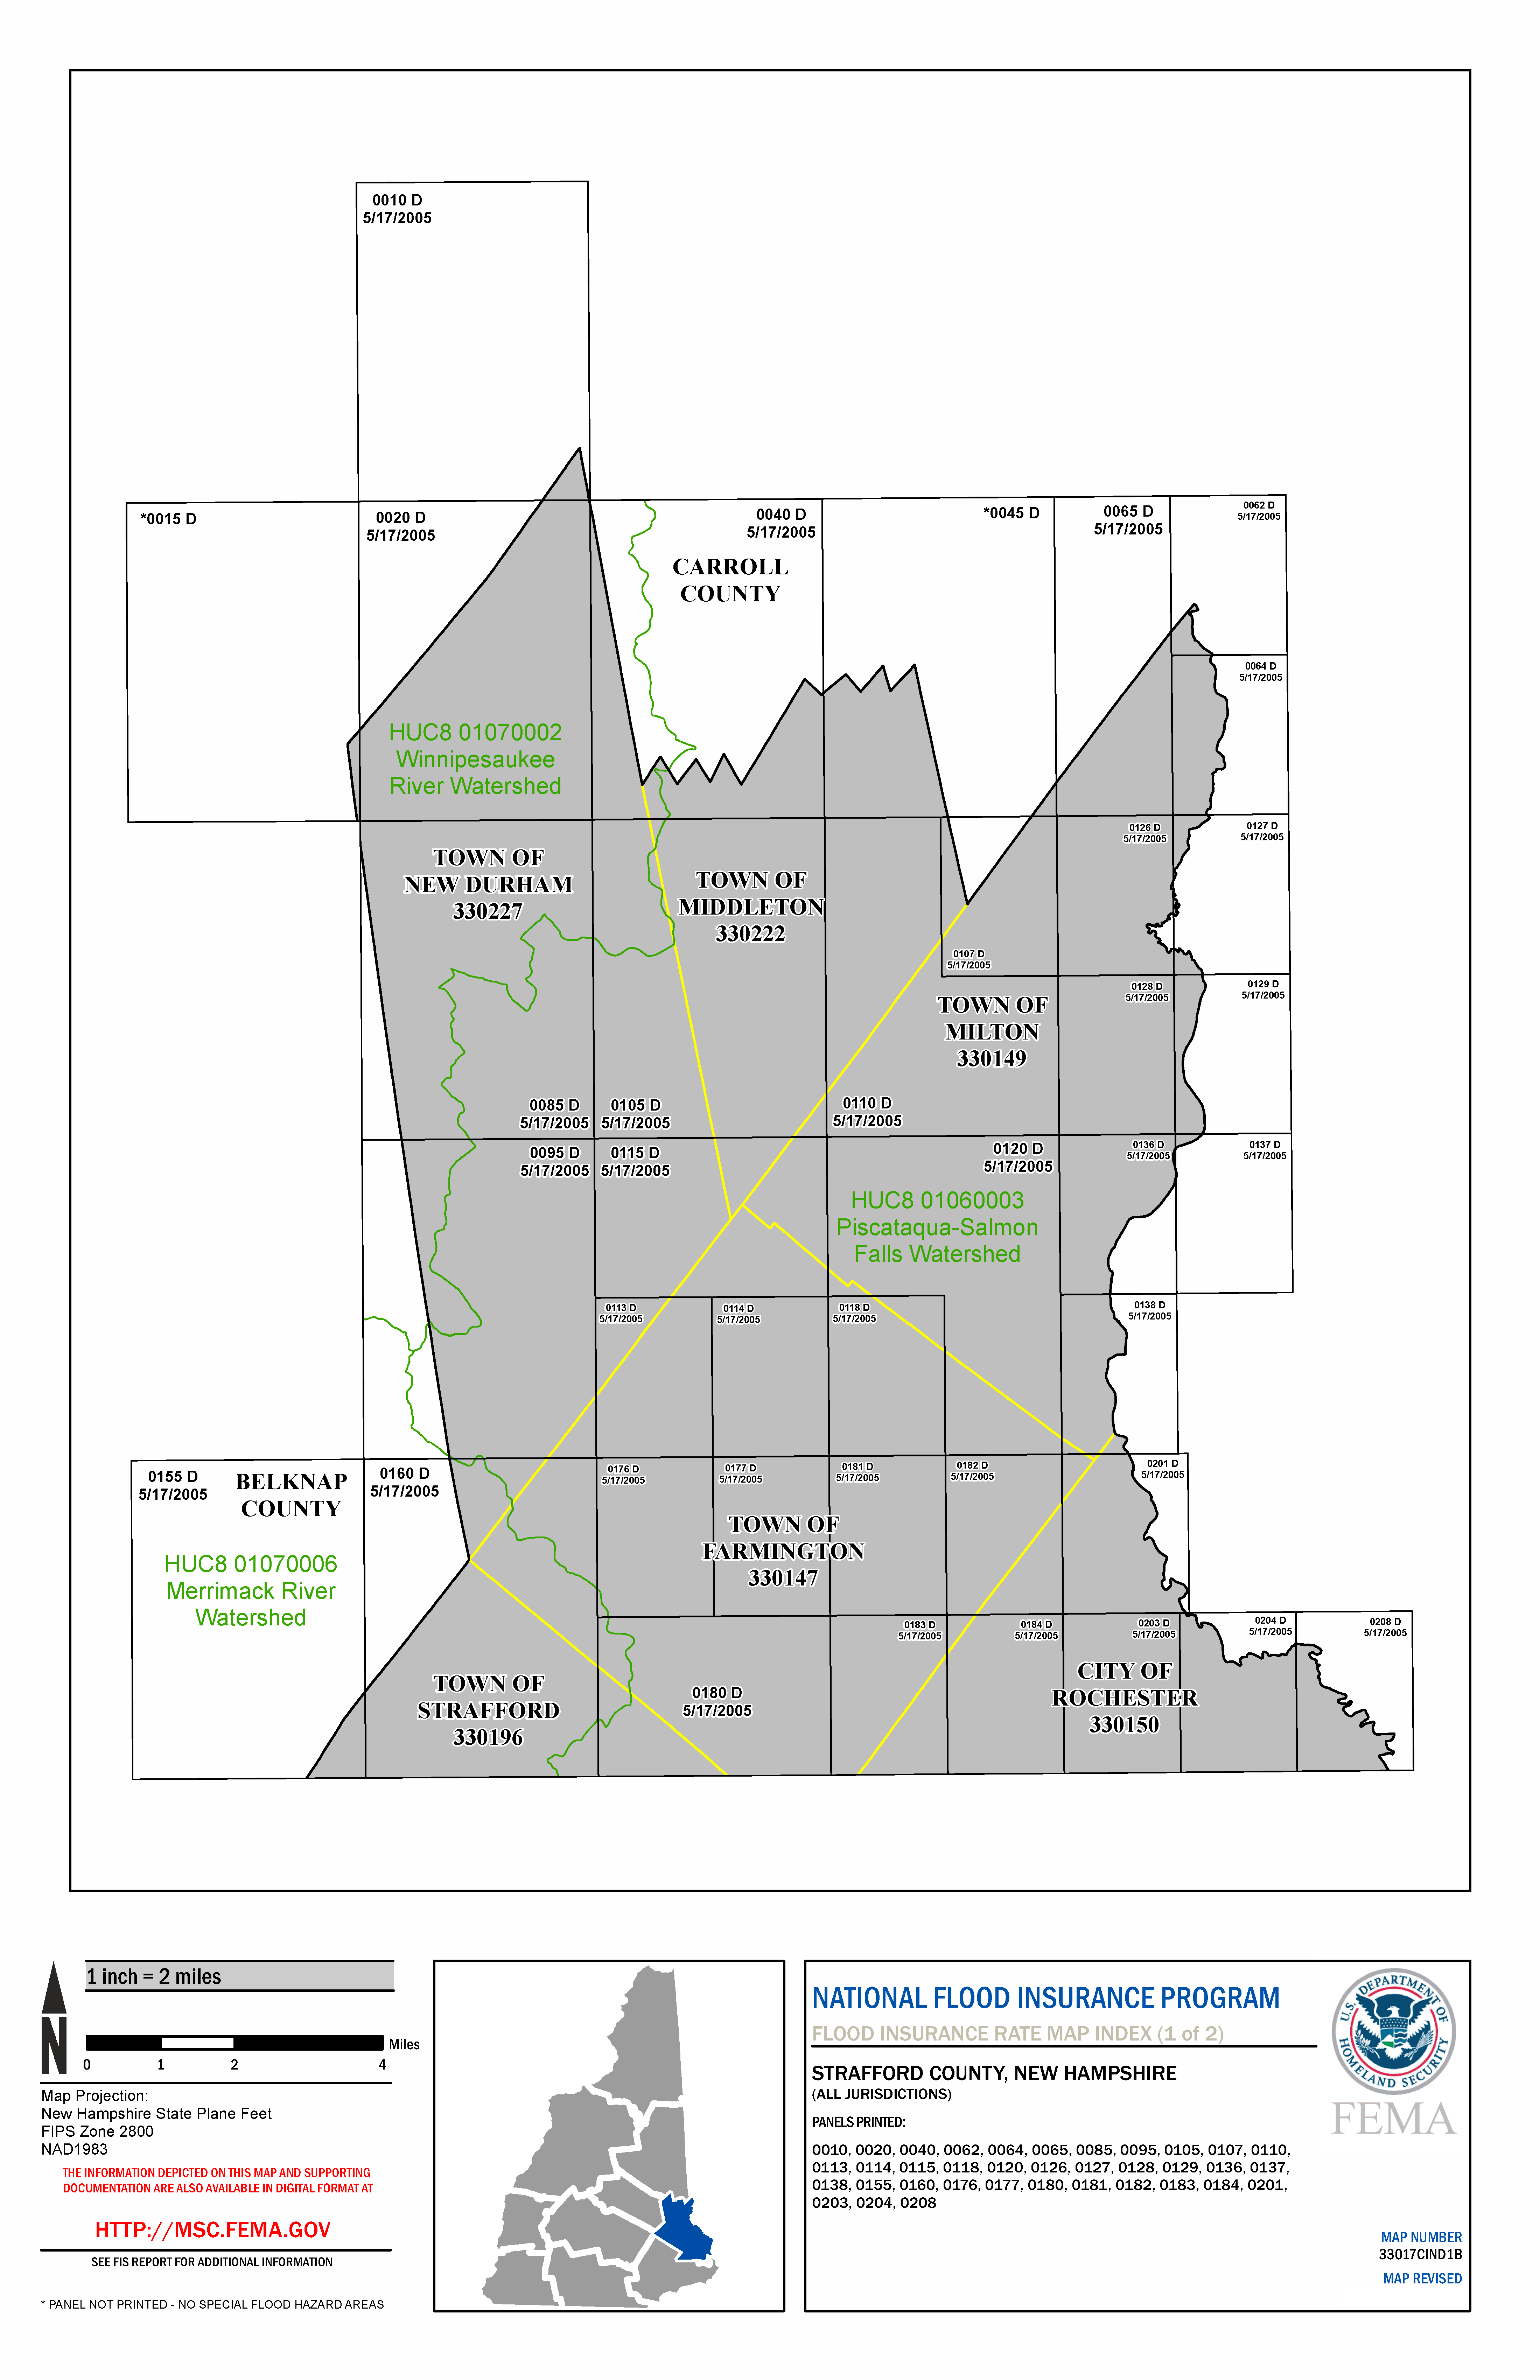 0010 D
5/17/2005
*0015 D
0020 D
5/17/2005
0040 D
5/17/2005
*0045 D
0065 D
5/17/2005
0062 D
5/17/2005
CARROLL
COUNTY
0064 D
5/17/2005
HUC8 01070002
Winnipesaukee
River Watershed
0126 D
5/17/2005
0127 D
5/17/2005
TOWN OF
NEW DURHAM
330227
TOWN OF
MIDDLETON
330222
0107 D
5/17/2005
0128 D
5/17/2005
0129 D
5/17/2005
TOWN OF
MILTON
330149
0085 D
5/17/2005
0105 D
5/17/2005
0110 D
5/17/2005
0095 D
5/17/2005
0115 D
5/17/2005
0120 D
5/17/2005
0136 D
5/17/2005
0137 D
5/17/2005
HUC8 01060003
Piscataqua-Salmon
Falls Watershed
0113 D
5/17/2005
0114 D
5/17/2005
0118 D
5/17/2005
0138 D
5/17/2005
0155 D
5/17/2005
BELKNAP
COUNTY
0160 D
5/17/2005
0176 D
5/17/2005
0177 D
5/17/2005
0181 D
5/17/2005
0182 D
5/17/2005
0201 D
5/17/2005
HUC8 01070006
Merrimack River
Watershed
TOWN OF
FARMINGTON
330147
0183 D
5/17/2005
0184 D
5/17/2005
0203 D
5/17/2005
0204 D
5/17/2005
0208 D
5/17/2005
TOWN OF
STRAFFORD
330196
0180 D
5/17/2005
CITY OF
ROCHESTER
330150
1 inch = 2 miles
N
Miles
0 1 2 4
Map Projection:
New Hampshire State Plane Feet
FIPS Zone 2800
NAD1983
THE INFORMATION DEPICTED ON THIS MAP AND SUPPORTING
DOCUMENTATION ARE ALSO AVAILABLE IN DIGITAL FORMAT AT
HTTP://MSC.FEMA.GOV
SEE FIS REPORT FOR ADDITIONAL INFORMATION
* PANEL NOT PRINTED - NO SPECIAL FLOOD HAZARD AREAS
NATIONAL FLOOD INSURANCE PROGRAM
FLOOD INSURANCE RATE MAP INDEX (1 of 2)
STRAFFORD COUNTY, NEW HAMPSHIRE
(ALL JURISDICTIONS)
PANELS PRINTED:
0010, 0020, 0040, 0062, 0064, 0065, 0085, 0095, 0105, 0107, 0110,
0113, 0114, 0115, 0118, 0120, 0126, 0127, 0128, 0129, 0136, 0137,
0138, 0155, 0160, 0176, 0177, 0180, 0181, 0182, 0183, 0184, 0201,
0203, 0204, 0208
U.S. DEPARTMENT OF
HOMELAND SECURITY
FEMA
MAP NUMBER
33017CIND1B
MAP REVISED